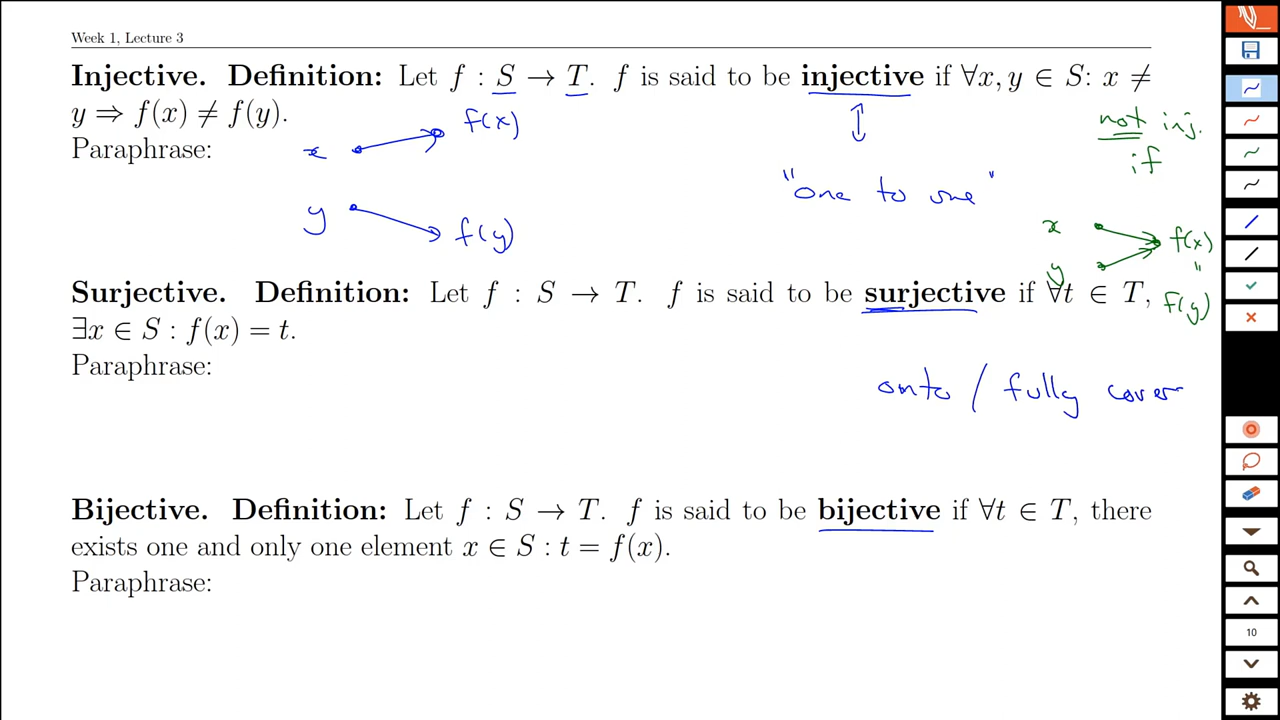 Week 1, Lecture 3
Injective. Definition: Let f : S → T. f is said to be injective if ∀x, y ∈ S: x ≠
y ⇒ f(x) ≠ f(y).
Paraphrase:
x
f(x)
y
f(y)
"one to one"
not inj.
if
x
f(x)
"
y
f(y)
Surjective. Definition: Let f : S → T. f is said to be surjective if ∀t ∈ T,
∃x ∈ S : f(x) = t.
Paraphrase:
onto / fully cover
Bijective. Definition: Let f : S → T. f is said to be bijective if ∀t ∈ T, there
exists one and only one element x ∈ S : t = f(x).
Paraphrase:
10